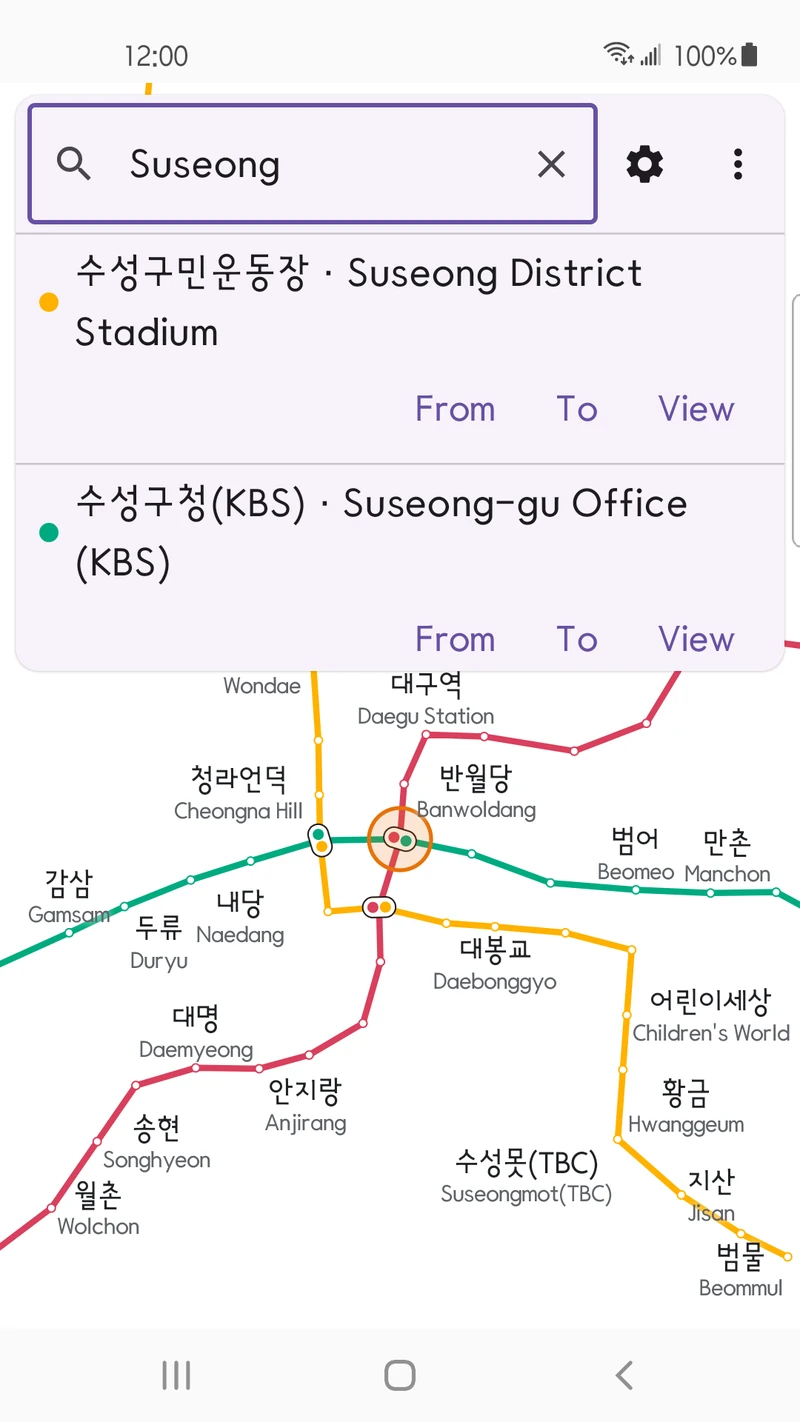 12:00
100%
Suseong
수성구민운동장 · Suseong District
Stadium
From To View
수성구청(KBS) · Suseong-gu Office
(KBS)
From To View
Wondae
대구역
Daegu Station
청라언덕
Cheongna Hill
반월당
Banwoldang
범어
Beomeo
만촌
Manchon
감삼
Gamsam
두류
Duryu
내당
Naedang
대봉교
Daebonggyo
어린이세상
Children's World
대명
Daemyeong
안지랑
Anjirang
황금
Hwanggeum
송현
Songhyeon
수성못(TBC)
Suseongmot(TBC)
지산
Jisan
월촌
Wolchon
범물
Beommul